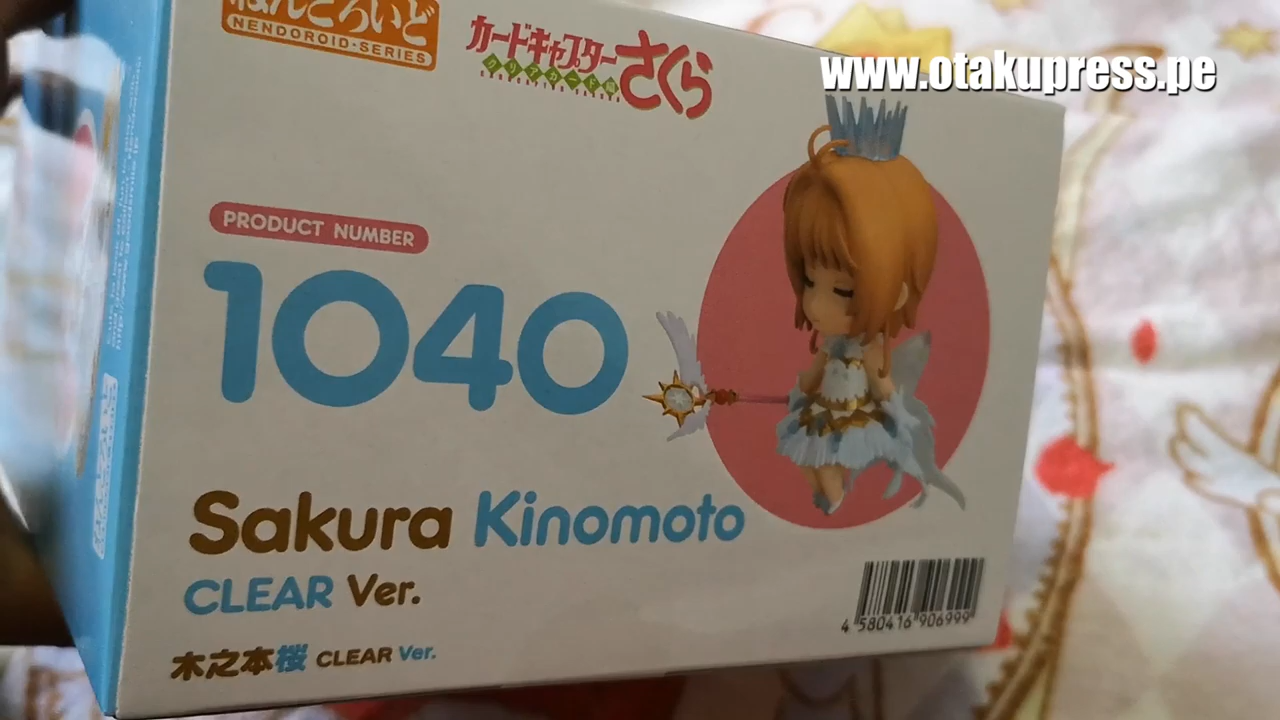 www.otakupress.pe
ねんどろいど
NENDOROID・SERIES
カードキャプターさくら
クリアカード編
PRODUCT NUMBER
1040
Sakura Kinomoto
CLEAR Ver.
木之本桜 CLEAR Ver.
4 580416 906999